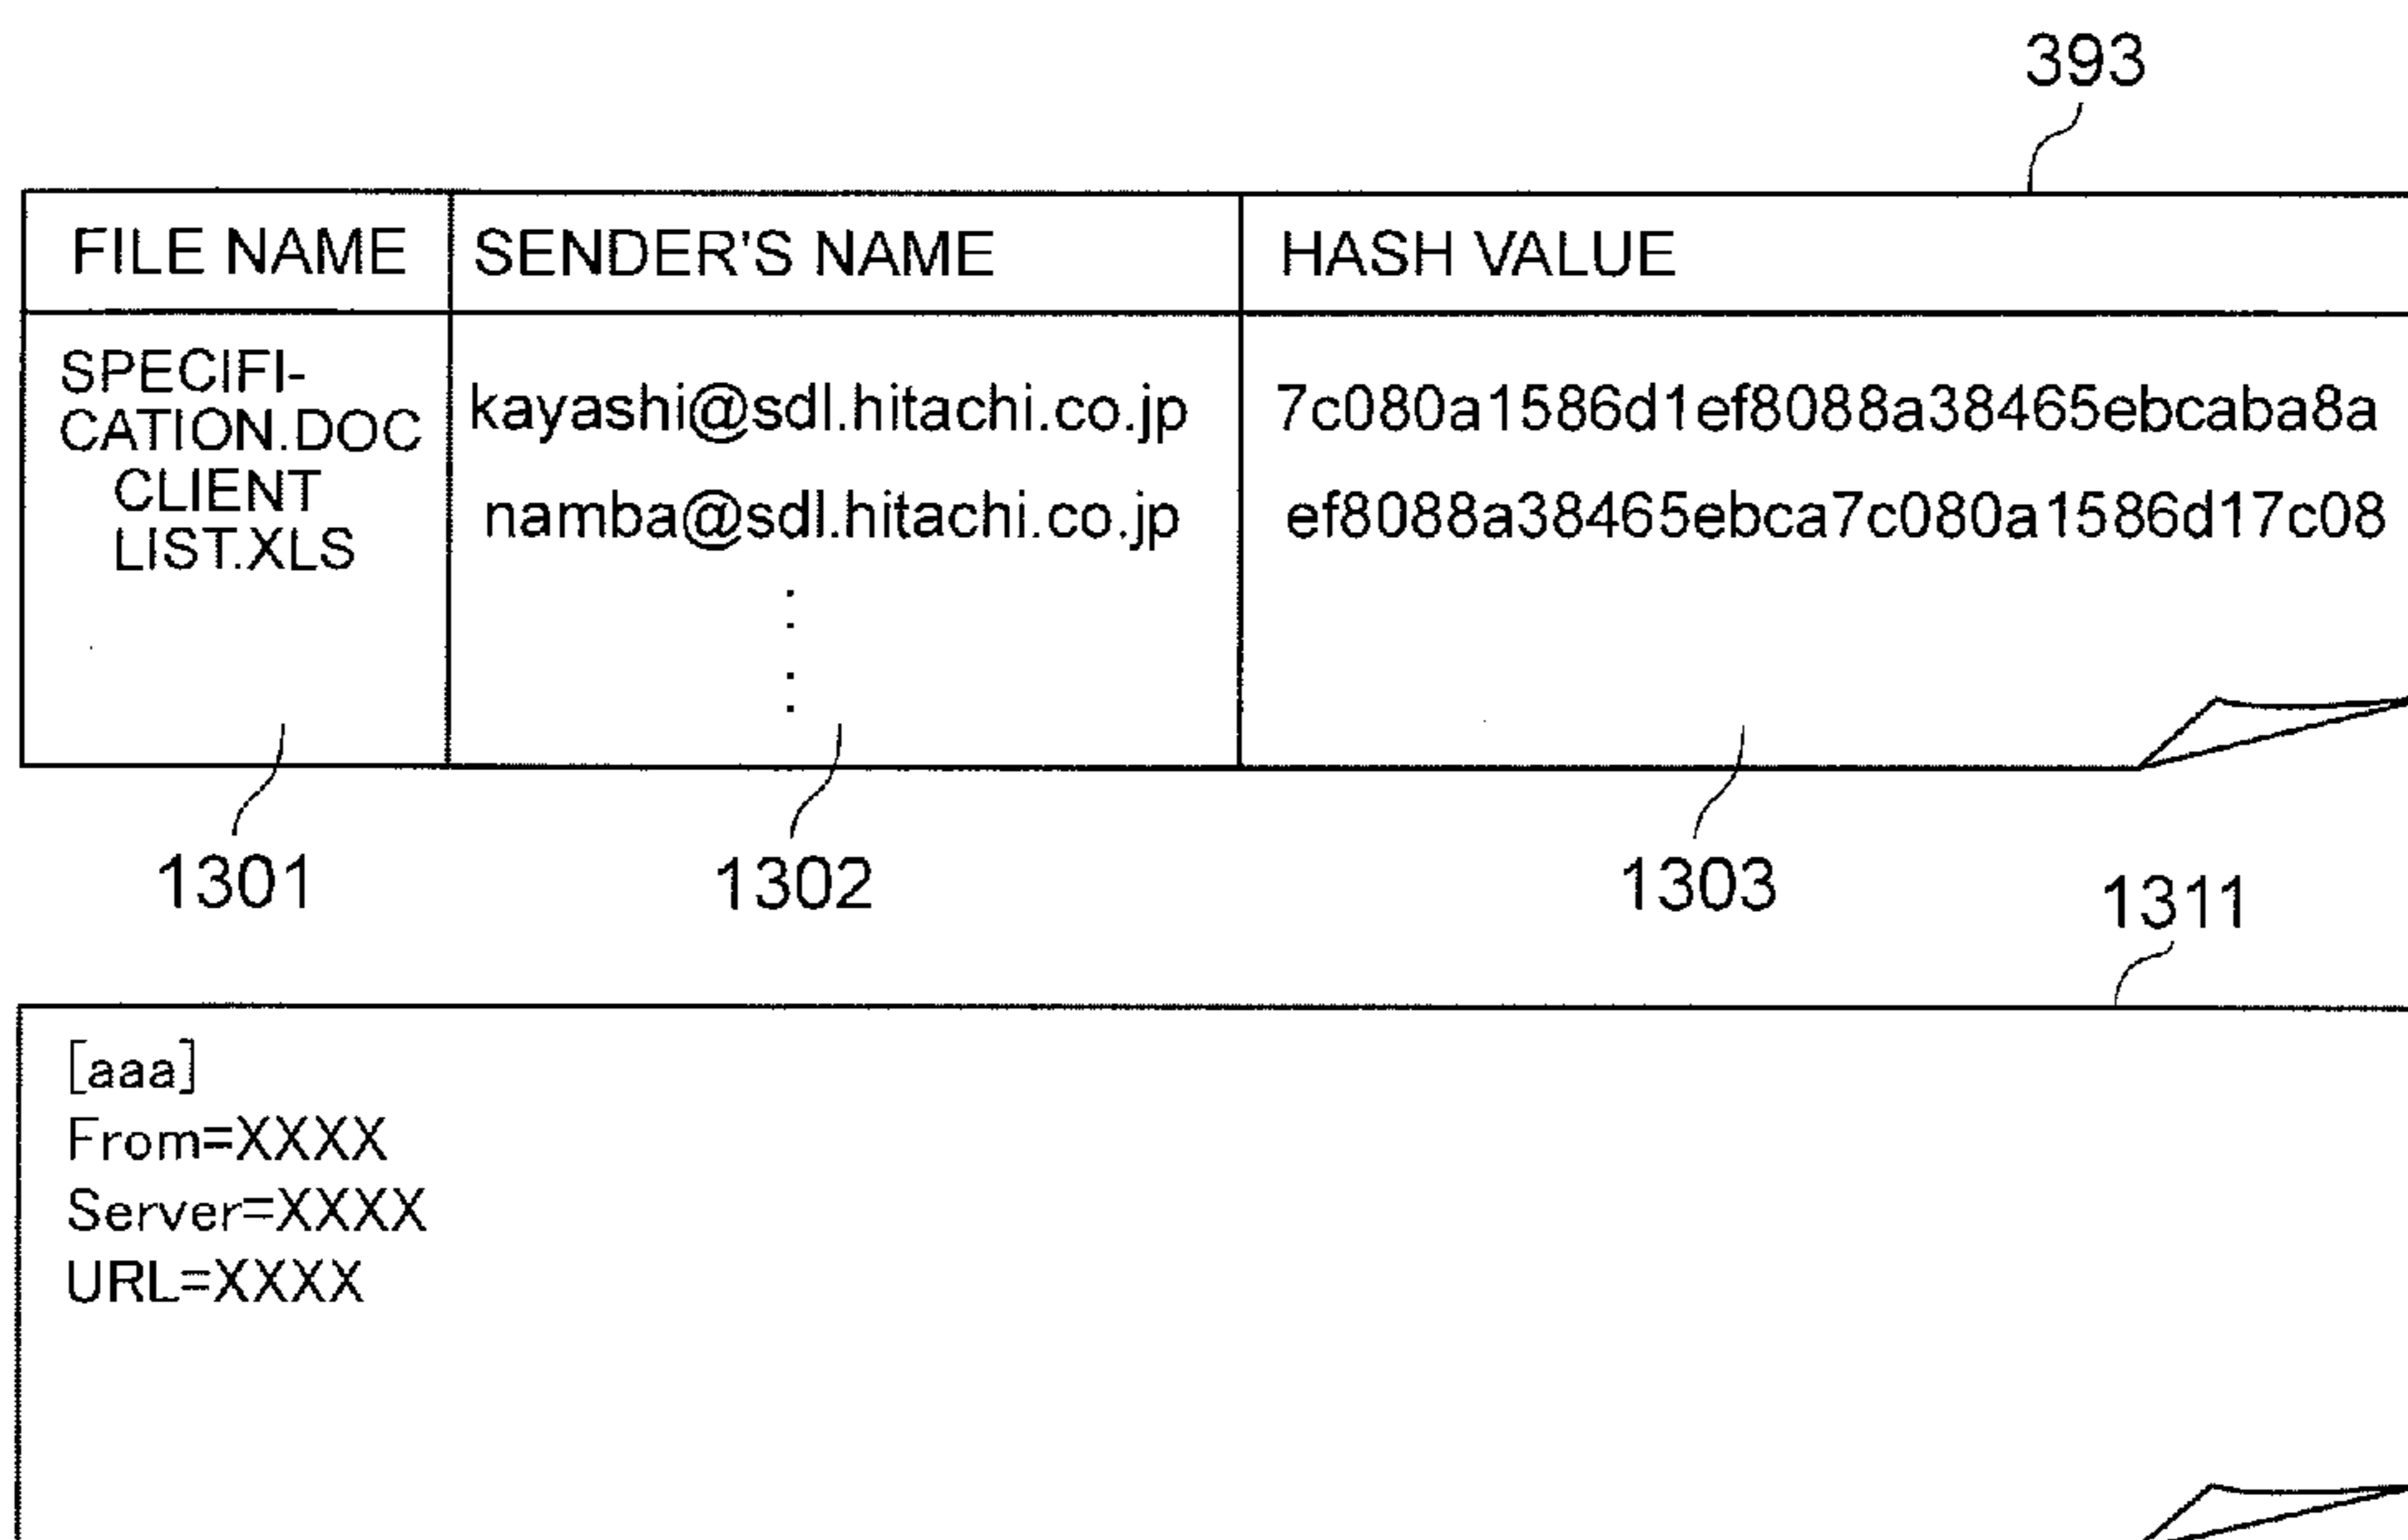 393
FILE NAME SENDER'S NAME HASH VALUE
SPECIFI-
CATION.DOC kayashi@sdl.hitachi.co.jp 7c080a1586d1ef8088a38465ebcaba8a
CLIENT
LIST.XLS namba@sdl.hitachi.co.jp ef8088a38465ebca7c080a1586d17c08
1301 1302 1303
1311
[aaa]
From=XXXX
Server=XXXX
URL=XXXX